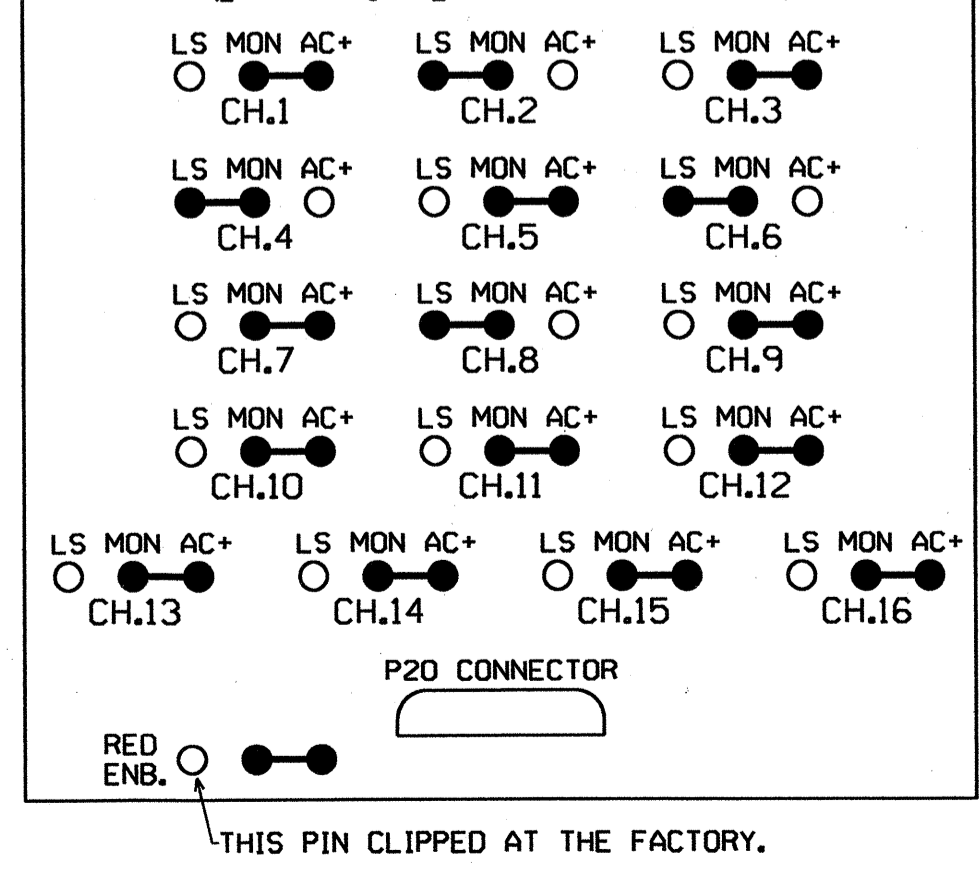 LS MON AC+ LS MON AC+ LS MON AC+
CH.1 CH.2 CH.3
LS MON AC+ LS MON AC+ LS MON AC+
CH.4 CH.5 CH.6
LS MON AC+ LS MON AC+ LS MON AC+
CH.7 CH.8 CH.9
LS MON AC+ LS MON AC+ LS MON AC+
CH.10 CH.11 CH.12
LS MON AC+ LS MON AC+ LS MON AC+ LS MON AC+
CH.13 CH.14 CH.15 CH.16
P20 CONNECTOR
RED
ENB.
THIS PIN CLIPPED AT THE FACTORY.